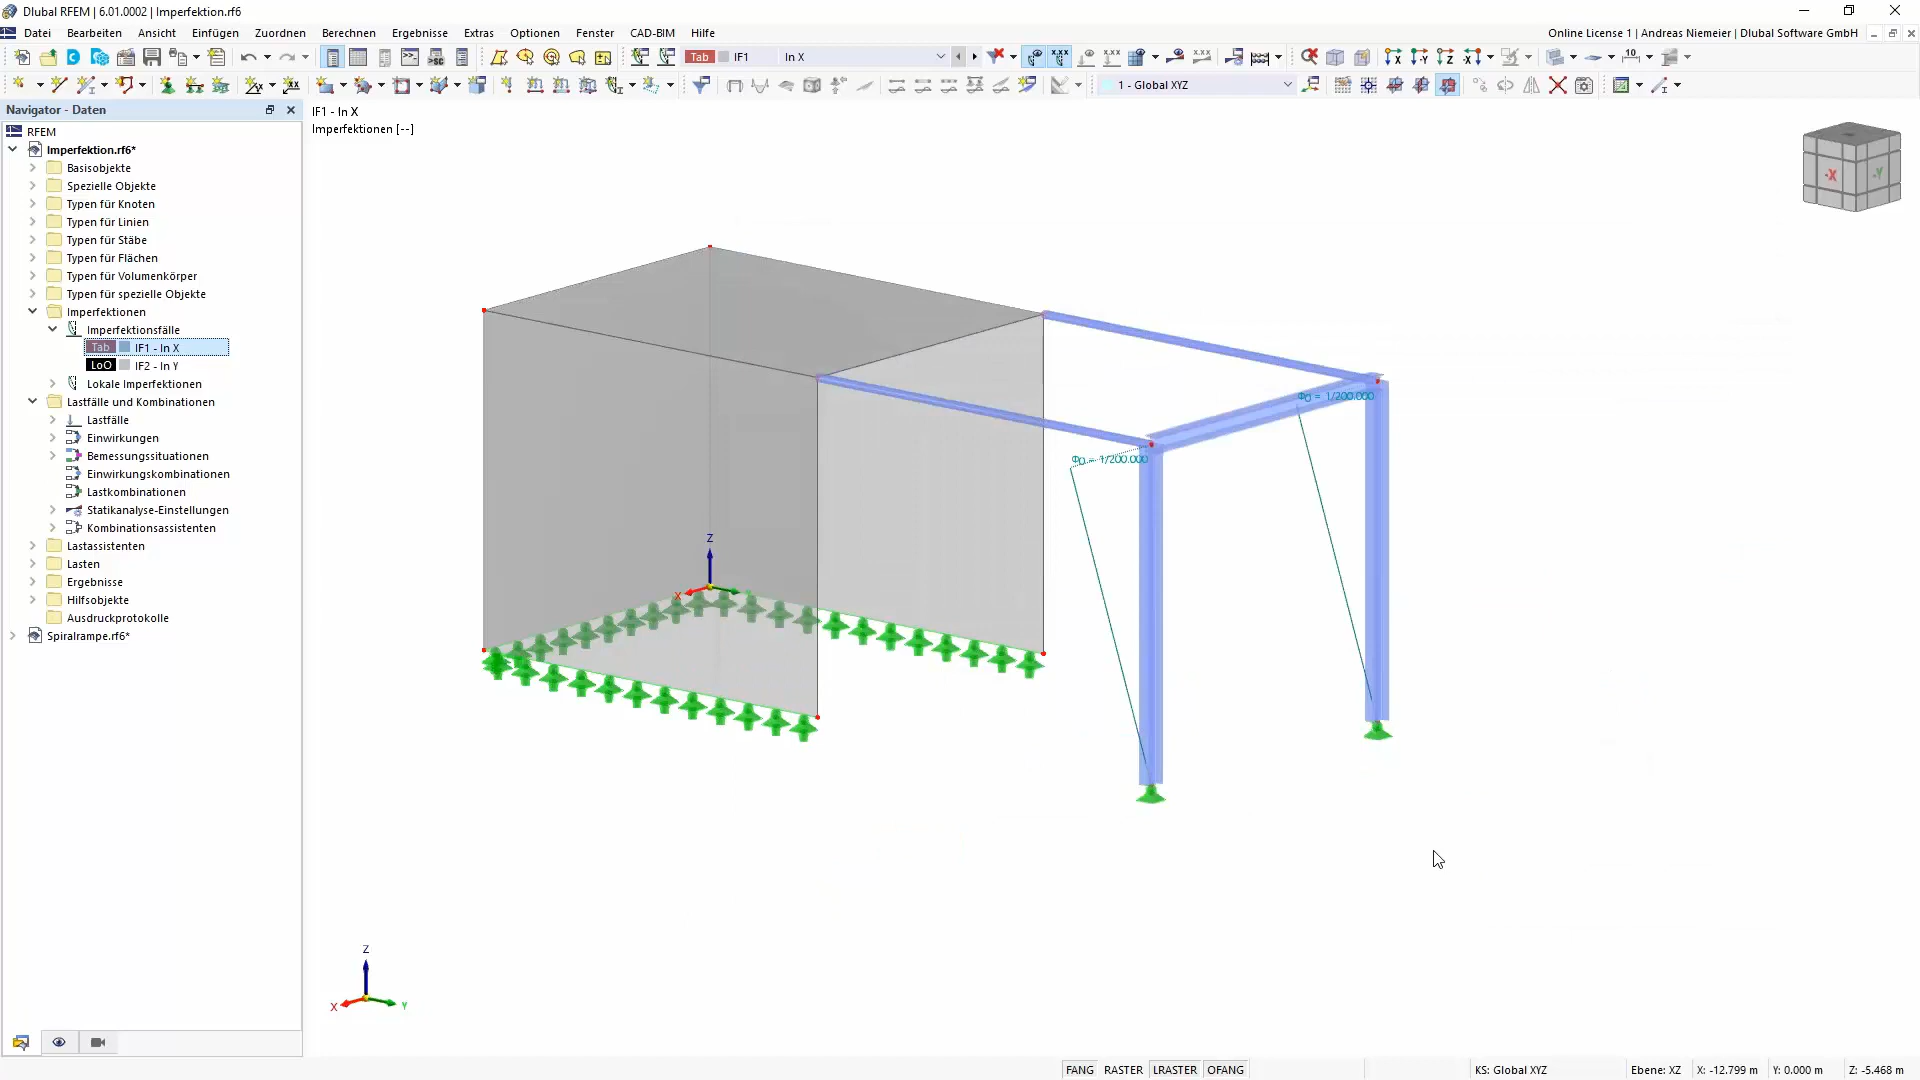 Dlubal RFEM | 6.01.0002 | Imperfektion.rf6*
Datei Bearbeiten Ansicht Einfügen Zuordnen Berechnen Ergebnisse Extras Optionen Fenster CAD-BIM Hilfe
Online License 1 | Andreas Niemeier | Dlubal Software GmbH
Tab IF1 In X
1 - Global XYZ
Navigator - Daten
RFEM
Imperfektion.rf6*
Basisobjekte
Spezielle Objekte
Typen für Knoten
Typen für Linien
Typen für Stäbe
Typen für Flächen
Typen für Volumenkörper
Typen für spezielle Objekte
Imperfektionen
Imperfektionsfälle
Tab IF1 - In X
LoO IF2 - In Y
Lokale Imperfektionen
Lastfälle und Kombinationen
Lastfälle
Einwirkungen
Bemessungssituationen
Einwirkungskombinationen
Lastkombinationen
Statikanalyse-Einstellungen
Kombinationsassistenten
Lastassistenten
Lasten
Ergebnisse
Hilfsobjekte
Ausdruckprotokolle
Spiralrampe.rf6*
IF1 - In X
Imperfektionen [--]
-X -Y
Φ0 = 1/200.000
Φ0 = 1/200.000
Z
X
Z
X Y
FANG RASTER LRASTER OFANG
KS: Global XYZ Ebene: XZ X: -12.799 m Y: 0.000 m Z: -5.468 m